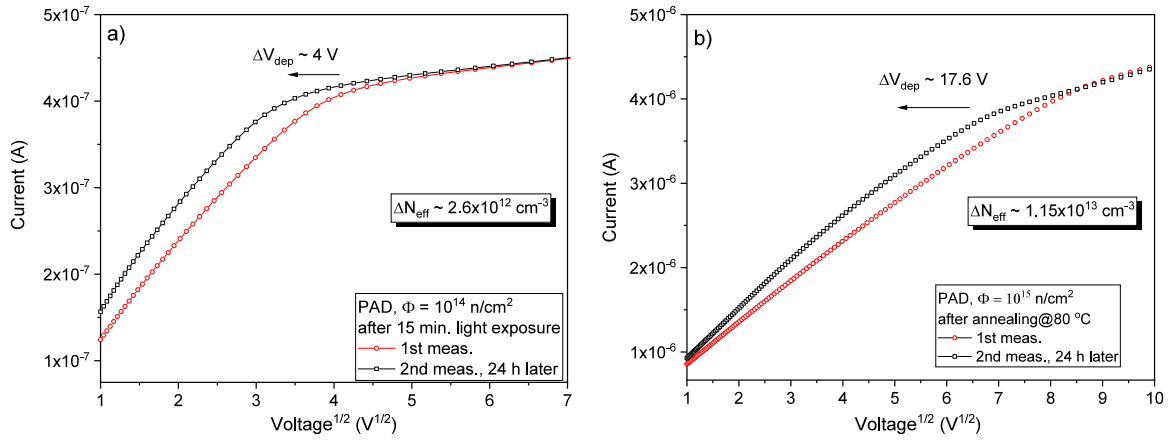 a)
5x10⁻⁷
4x10⁻⁷
3x10⁻⁷
2x10⁻⁷
1x10⁻⁷
Current (A)
ΔV_dep ~ 4 V
ΔN_eff ~ 2.6x10¹² cm⁻³
PAD, Φ = 10¹⁴ n/cm²
after 15 min. light exposure
1st meas.
2nd meas., 24 h later
1 2 3 4 5 6 7
Voltage^1/2 (V^1/2)
b)
5x10⁻⁶
4x10⁻⁶
3x10⁻⁶
2x10⁻⁶
1x10⁻⁶
Current (A)
ΔV_dep ~ 17.6 V
ΔN_eff ~ 1.15x10¹³ cm⁻³
PAD, Φ = 10¹⁵ n/cm²
after annealing@80 °C
1st meas.
2nd meas., 24 h later
1 2 3 4 5 6 7 8 9 10
Voltage^1/2 (V^1/2)